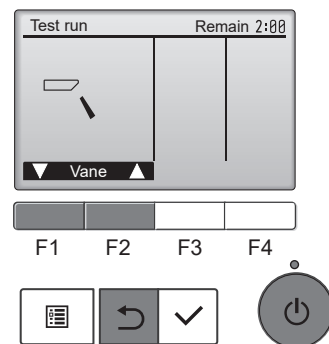 Test run Remain 2:00
▽ Vane △
F1 F2 F3 F4